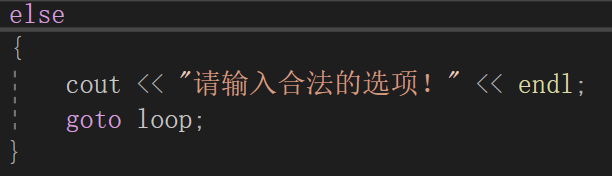 else
{
cout << "请输入合法的选项！" << endl;
goto loop;
}